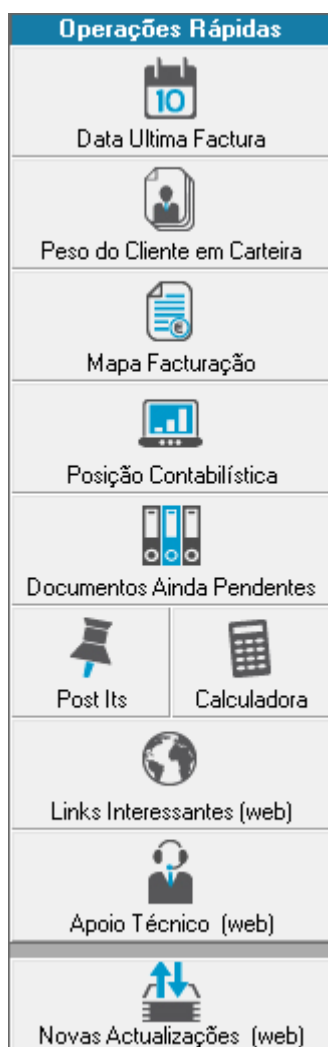 Operações Rápidas
10
Data Ultima Factura
Peso do Cliente em Carteira
Mapa Facturação
Posição Contabilística
Documentos Ainda Pendentes
Post Its
Calculadora
Links Interessantes (web)
Apoio Técnico (web)
Novas Actualizações (web)